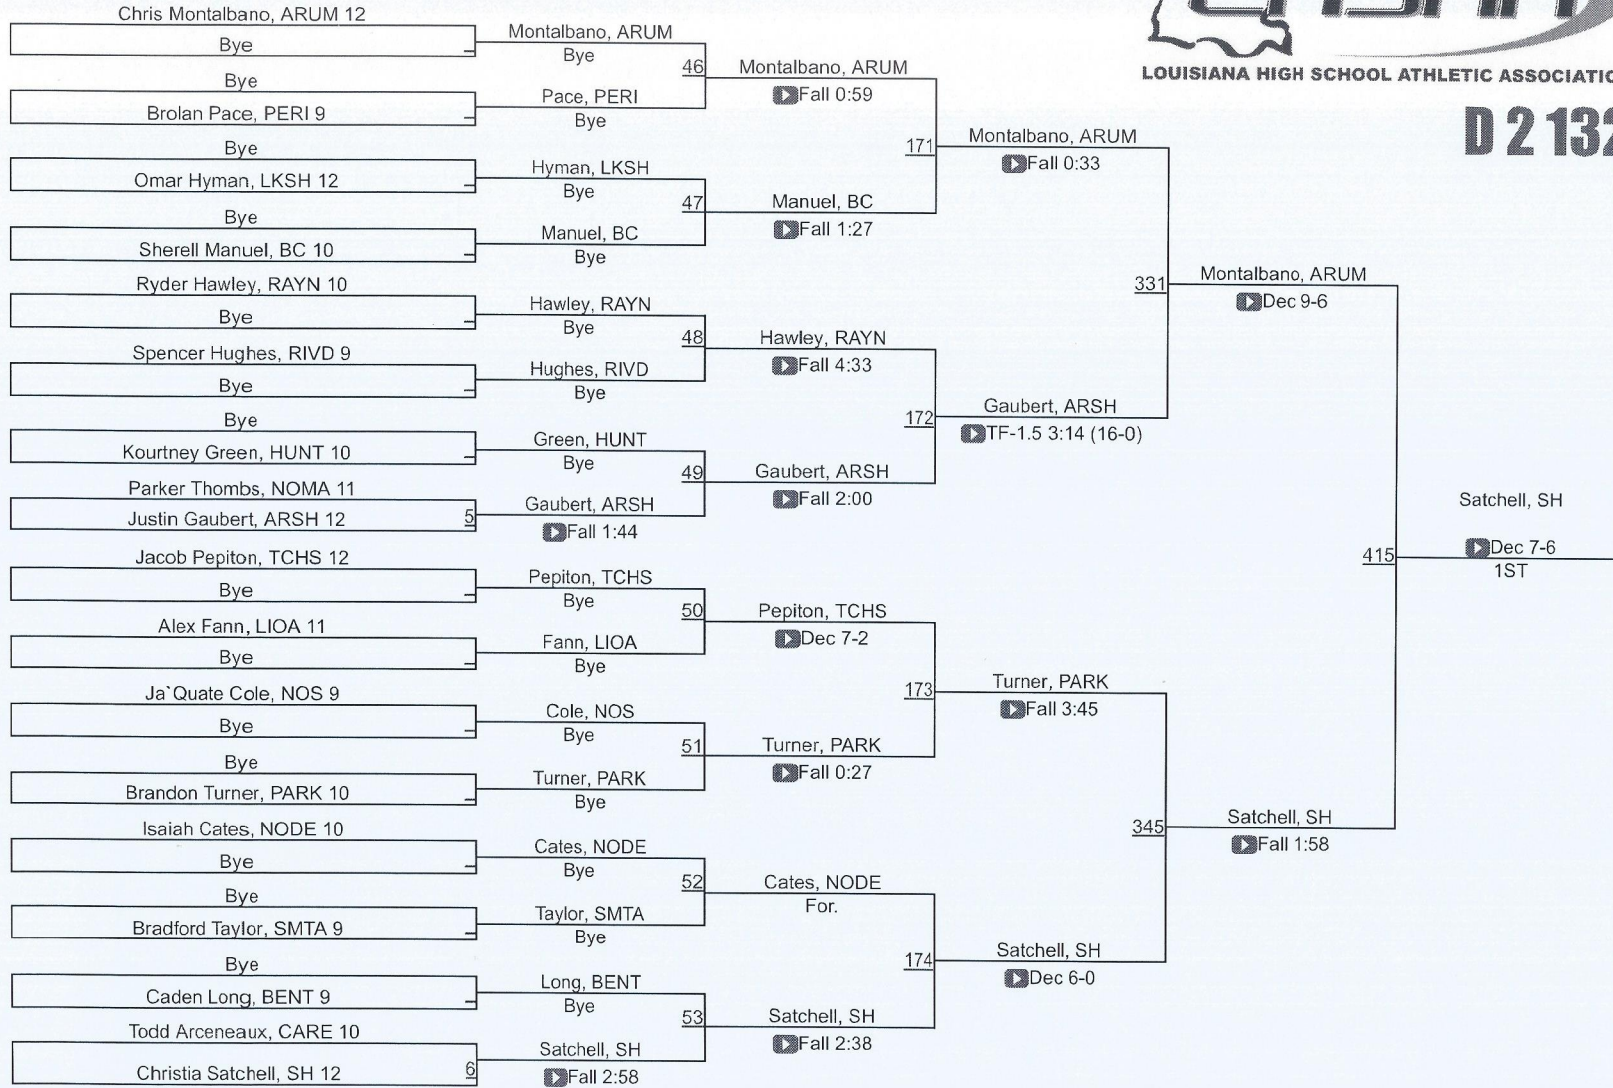 LOUISIANA HIGH SCHOOL ATHLETIC ASSOCIATIO
D 2 132
Chris Montalbano, ARUM 12
Bye
Bye
Brolan Pace, PERI 9
Bye
Omar Hyman, LKSH 12
Bye
Sherell Manuel, BC 10
Ryder Hawley, RAYN 10
Bye
Spencer Hughes, RIVD 9
Bye
Bye
Kourtney Green, HUNT 10
Parker Thombs, NOMA 11
Justin Gaubert, ARSH 12
5
Jacob Pepiton, TCHS 12
Bye
Alex Fann, LIOA 11
Bye
Ja`Quate Cole, NOS 9
Bye
Bye
Brandon Turner, PARK 10
Isaiah Cates, NODE 10
Bye
Bye
Bradford Taylor, SMTA 9
Bye
Caden Long, BENT 9
Todd Arceneaux, CARE 10
Christia Satchell, SH 12
6
Montalbano, ARUM
Bye
46
Pace, PERI
Bye
Hyman, LKSH
Bye
47
Manuel, BC
Bye
Hawley, RAYN
Bye
48
Hughes, RIVD
Bye
Green, HUNT
Bye
49
Gaubert, ARSH
Fall 1:44
Pepiton, TCHS
Bye
50
Fann, LIOA
Bye
Cole, NOS
Bye
51
Turner, PARK
Bye
Cates, NODE
Bye
52
Taylor, SMTA
Bye
Long, BENT
Bye
53
Satchell, SH
Fall 2:58
Montalbano, ARUM
Fall 0:59
171
Manuel, BC
Fall 1:27
Hawley, RAYN
Fall 4:33
172
Gaubert, ARSH
Fall 2:00
Pepiton, TCHS
Dec 7-2
173
Turner, PARK
Fall 0:27
Cates, NODE
For.
174
Satchell, SH
Fall 2:38
Montalbano, ARUM
Fall 0:33
331
Gaubert, ARSH
TF-1.5 3:14 (16-0)
Turner, PARK
Fall 3:45
345
Satchell, SH
Dec 6-0
Montalbano, ARUM
Dec 9-6
415
Satchell, SH
Fall 1:58
Satchell, SH
Dec 7-6
1ST